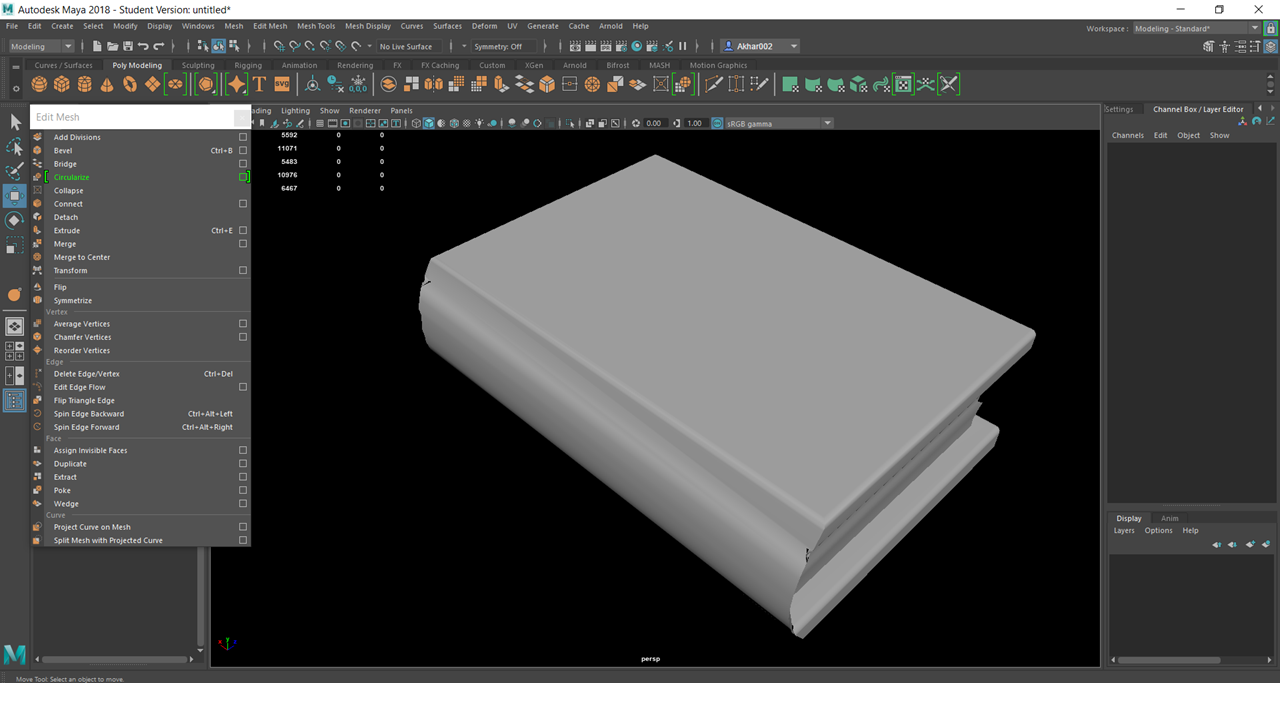 Autodesk Maya 2018 - Student Version: untitled*
File Edit Create Select Modify Display Windows Mesh Edit Mesh Mesh Tools Mesh Display Curves Surfaces Deform UV Generate Cache Arnold Help
Workspace : Modeling - Standard*
Modeling No Live Surface Symmetry: Off Akhar002
Curves / Surfaces Poly Modeling Sculpting Rigging Animation Rendering FX FX Caching Custom XGen Arnold Bifrost MASH Motion Graphics
SVG
0,0,0
Edit Mesh
ading Lighting Show Renderer Panels
0.00 1.00 sRGB gamma
Settings Channel Box / Layer Editor
Channels Edit Object Show
5592 0 0
11071 0 0
5483 0 0
10976 0 0
6467 0 0
Add Divisions
Bevel Ctrl+B
Bridge
Circularize
Collapse
Connect
Detach
Extrude Ctrl+E
Merge
Merge to Center
Transform
Flip
Symmetrize
Vertex
Average Vertices
Chamfer Vertices
Reorder Vertices
Edge
Delete Edge/Vertex Ctrl+Del
Edit Edge Flow
Flip Triangle Edge
Spin Edge Backward Ctrl+Alt+Left
Spin Edge Forward Ctrl+Alt+Right
Face
Assign Invisible Faces
Duplicate
Extract
Poke
Wedge
Curve
Project Curve on Mesh
Split Mesh with Projected Curve
Display Anim
Layers Options Help
persp
Move Tool: Select an object to move.